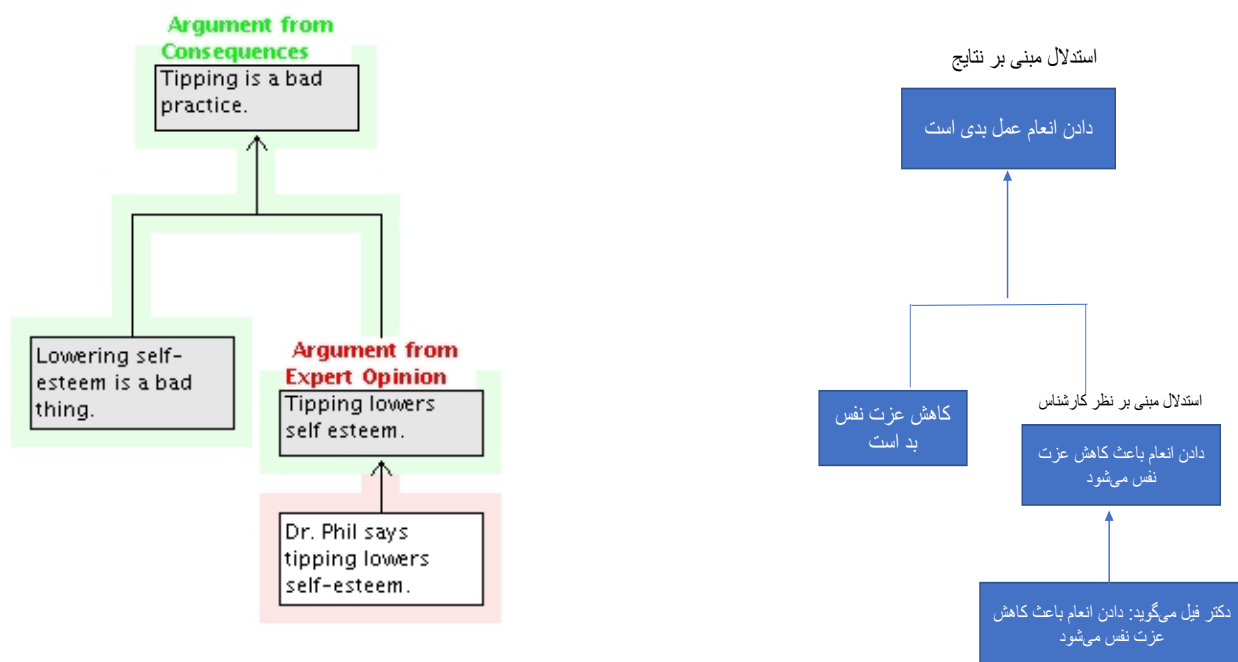 Argument from
Consequences
Tipping is a bad
practice.
Lowering self-
esteem is a bad
thing.
Argument from
Expert Opinion
Tipping lowers
self esteem.
Dr. Phil says
tipping lowers
self-esteem.
استدلال مبنی بر نتایج
دادن انعام عمل بدی است
کاهش عزت نفس
بد است
استدلال مبنی بر نظر کارشناس
دادن انعام باعث کاهش عزت
نفس می‌شود
دکتر فیل می‌گوید: دادن انعام باعث کاهش
عزت نفس می‌شود